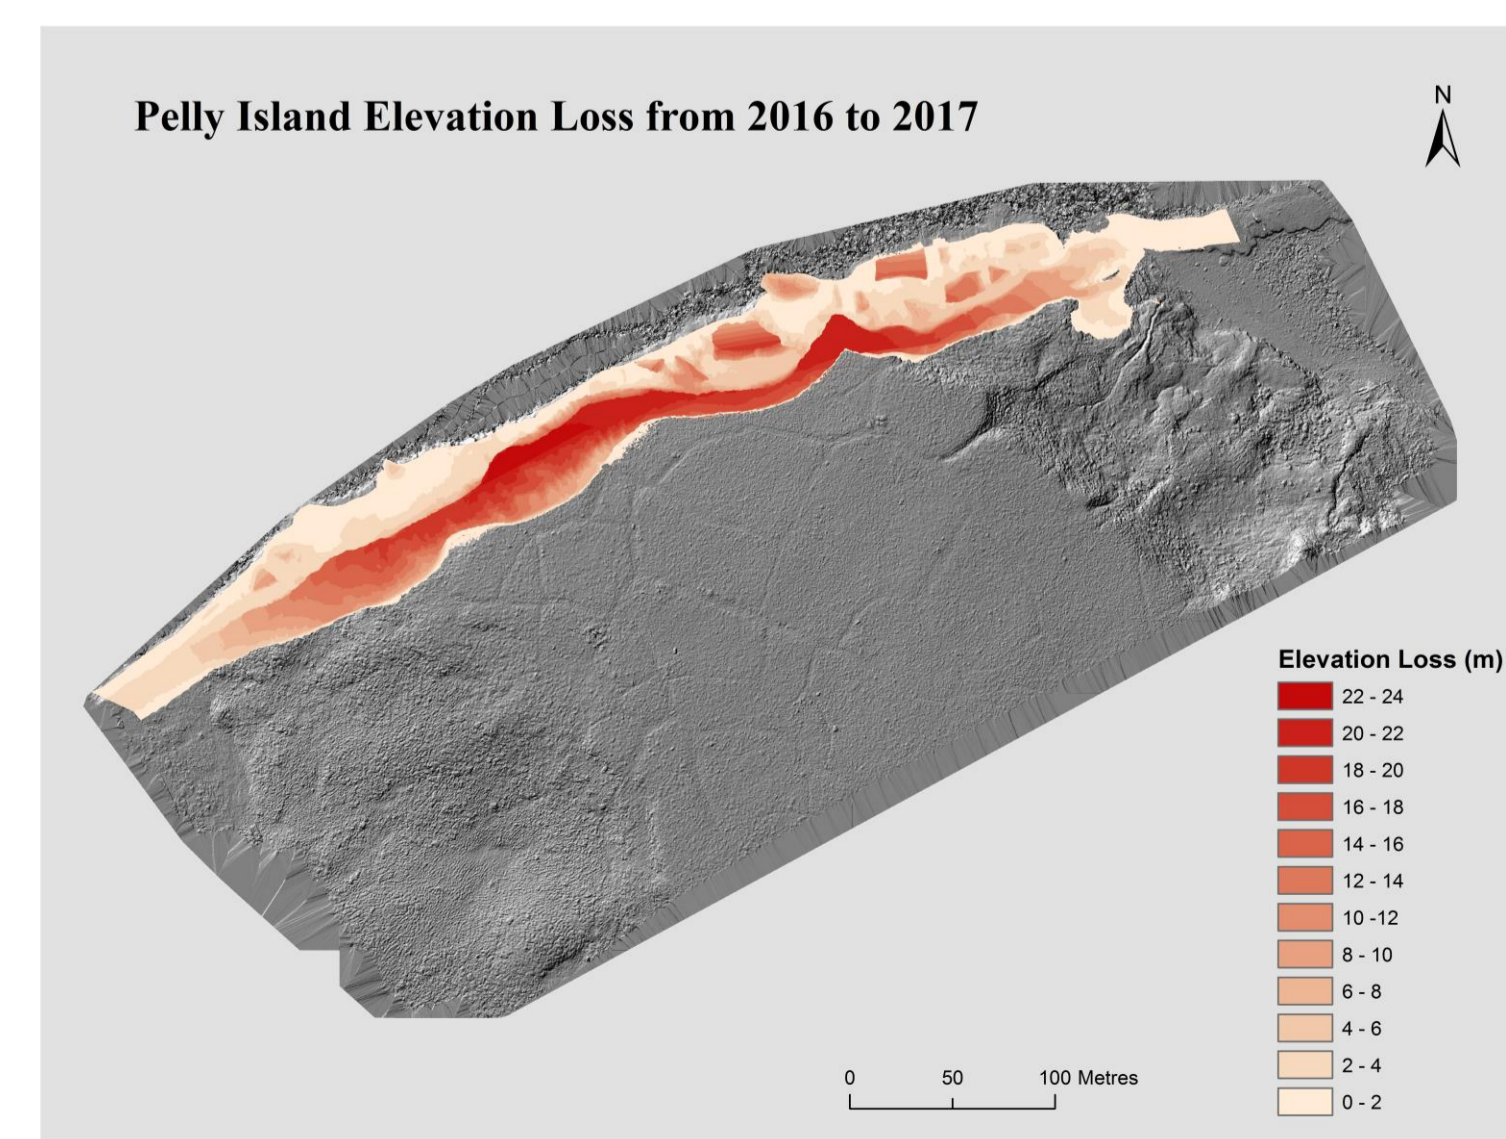 Pelly Island Elevation Loss from 2016 to 2017
N
Elevation Loss (m)
22 - 24
20 - 22
18 - 20
16 - 18
14 - 16
12 - 14
10 -12
8 - 10
6 - 8
4 - 6
2 - 4
0 - 2
0 50 100 Metres